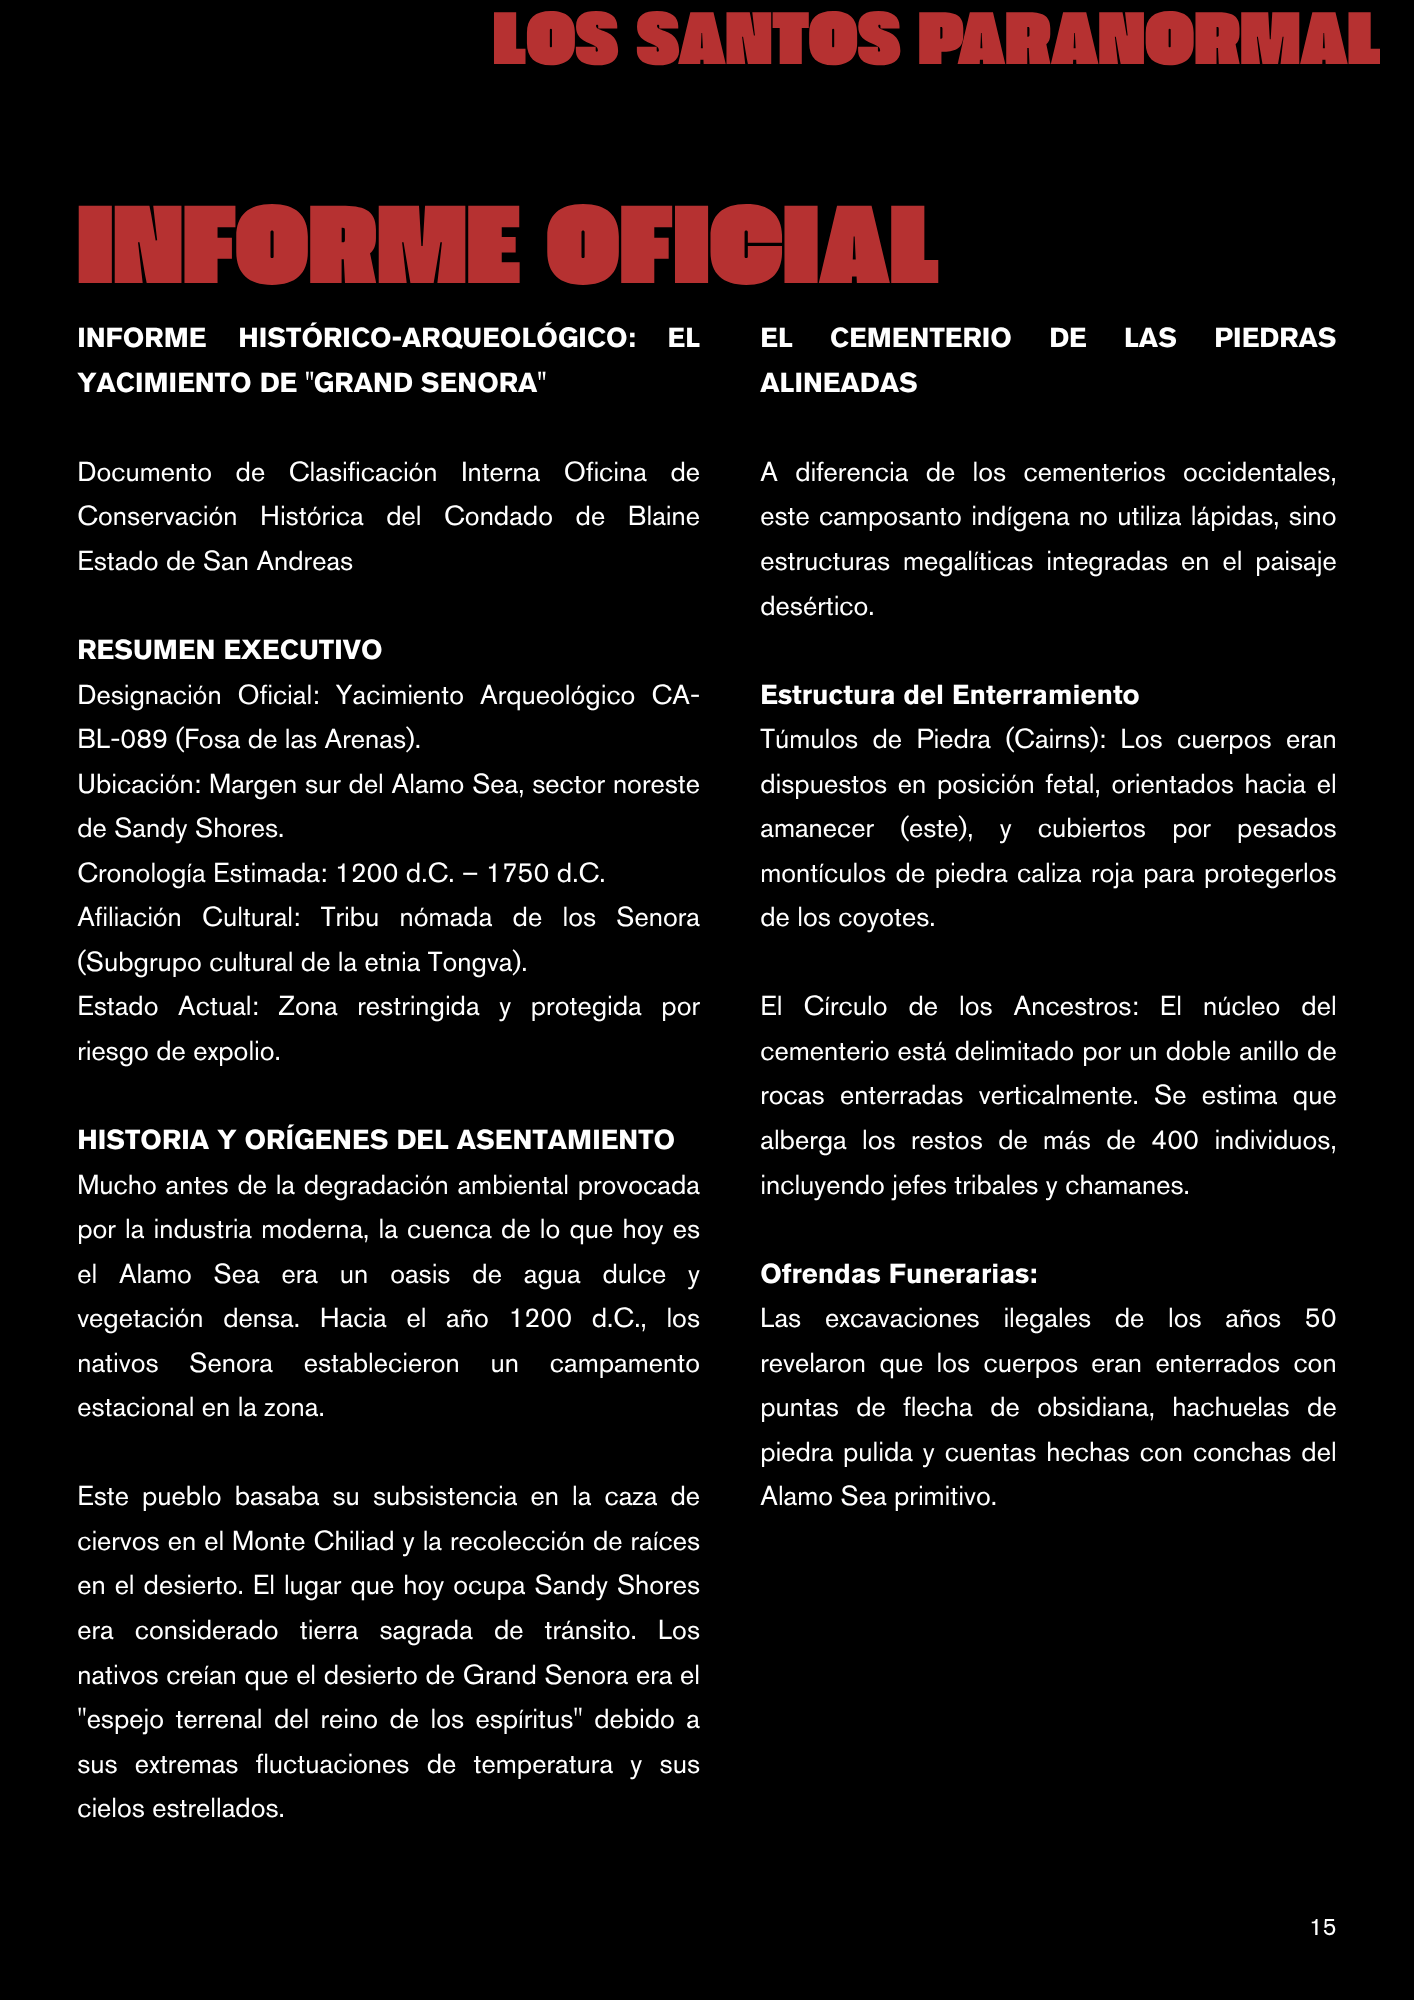 LOS SANTOS PARANORMAL
INFORME OFICIAL
INFORME HISTÓRICO-ARQUEOLÓGICO: EL
YACIMIENTO DE "GRAND SENORA"
Documento de Clasificación Interna Oficina de
Conservación Histórica del Condado de Blaine
Estado de San Andreas
RESUMEN EXECUTIVO
Designación Oficial: Yacimiento Arqueológico CA-
BL-089 (Fosa de las Arenas).
Ubicación: Margen sur del Alamo Sea, sector noreste
de Sandy Shores.
Cronología Estimada: 1200 d.C. – 1750 d.C.
Afiliación Cultural: Tribu nómada de los Senora
(Subgrupo cultural de la etnia Tongva).
Estado Actual: Zona restringida y protegida por
riesgo de expolio.
HISTORIA Y ORÍGENES DEL ASENTAMIENTO
Mucho antes de la degradación ambiental provocada
por la industria moderna, la cuenca de lo que hoy es
el Alamo Sea era un oasis de agua dulce y
vegetación densa. Hacia el año 1200 d.C., los
nativos Senora establecieron un campamento
estacional en la zona.
Este pueblo basaba su subsistencia en la caza de
ciervos en el Monte Chiliad y la recolección de raíces
en el desierto. El lugar que hoy ocupa Sandy Shores
era considerado tierra sagrada de tránsito. Los
nativos creían que el desierto de Grand Senora era el
"espejo terrenal del reino de los espíritus" debido a
sus extremas fluctuaciones de temperatura y sus
cielos estrellados.
EL CEMENTERIO DE LAS PIEDRAS
ALINEADAS
A diferencia de los cementerios occidentales,
este camposanto indígena no utiliza lápidas, sino
estructuras megalíticas integradas en el paisaje
desértico.
Estructura del Enterramiento
Túmulos de Piedra (Cairns): Los cuerpos eran
dispuestos en posición fetal, orientados hacia el
amanecer (este), y cubiertos por pesados
montículos de piedra caliza roja para protegerlos
de los coyotes.
El Círculo de los Ancestros: El núcleo del
cementerio está delimitado por un doble anillo de
rocas enterradas verticalmente. Se estima que
alberga los restos de más de 400 individuos,
incluyendo jefes tribales y chamanes.
Ofrendas Funerarias:
Las excavaciones ilegales de los años 50
revelaron que los cuerpos eran enterrados con
puntas de flecha de obsidiana, hachuelas de
piedra pulida y cuentas hechas con conchas del
Alamo Sea primitivo.
15